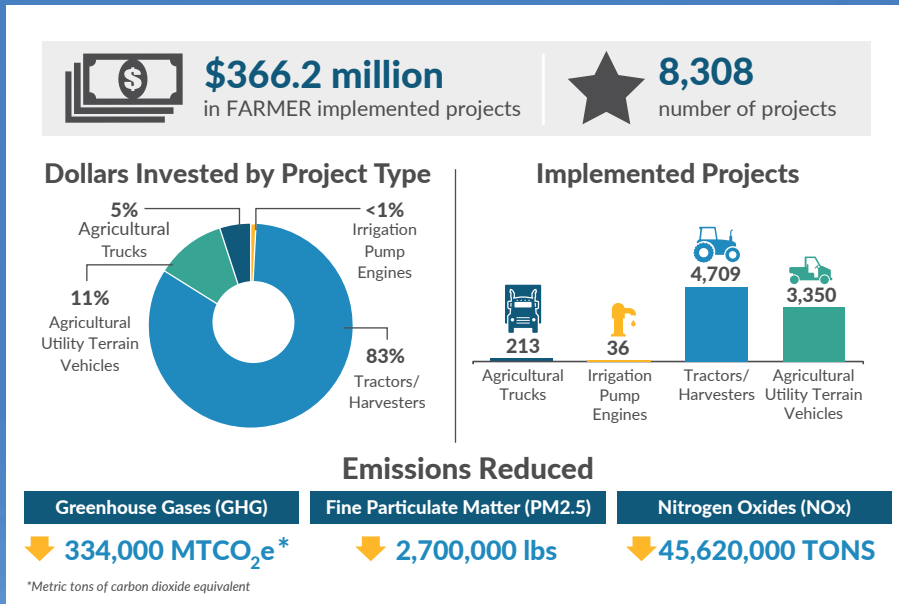 $366.2 million
in FARMER implemented projects
8,308
number of projects
Dollars Invested by Project Type
5%
Agricultural
Trucks
<1%
Irrigation
Pump
Engines
11%
Agricultural
Utility Terrain
Vehicles
83%
Tractors/
Harvesters
Implemented Projects
213
36
4,709
3,350
Agricultural
Trucks
Irrigation
Pump
Engines
Tractors/
Harvesters
Agricultural
Utility Terrain
Vehicles
Emissions Reduced
Greenhouse Gases (GHG)
334,000 MTCO₂e*
Fine Particulate Matter (PM2.5)
2,700,000 lbs
Nitrogen Oxides (NOx)
45,620,000 TONS
*Metric tons of carbon dioxide equivalent